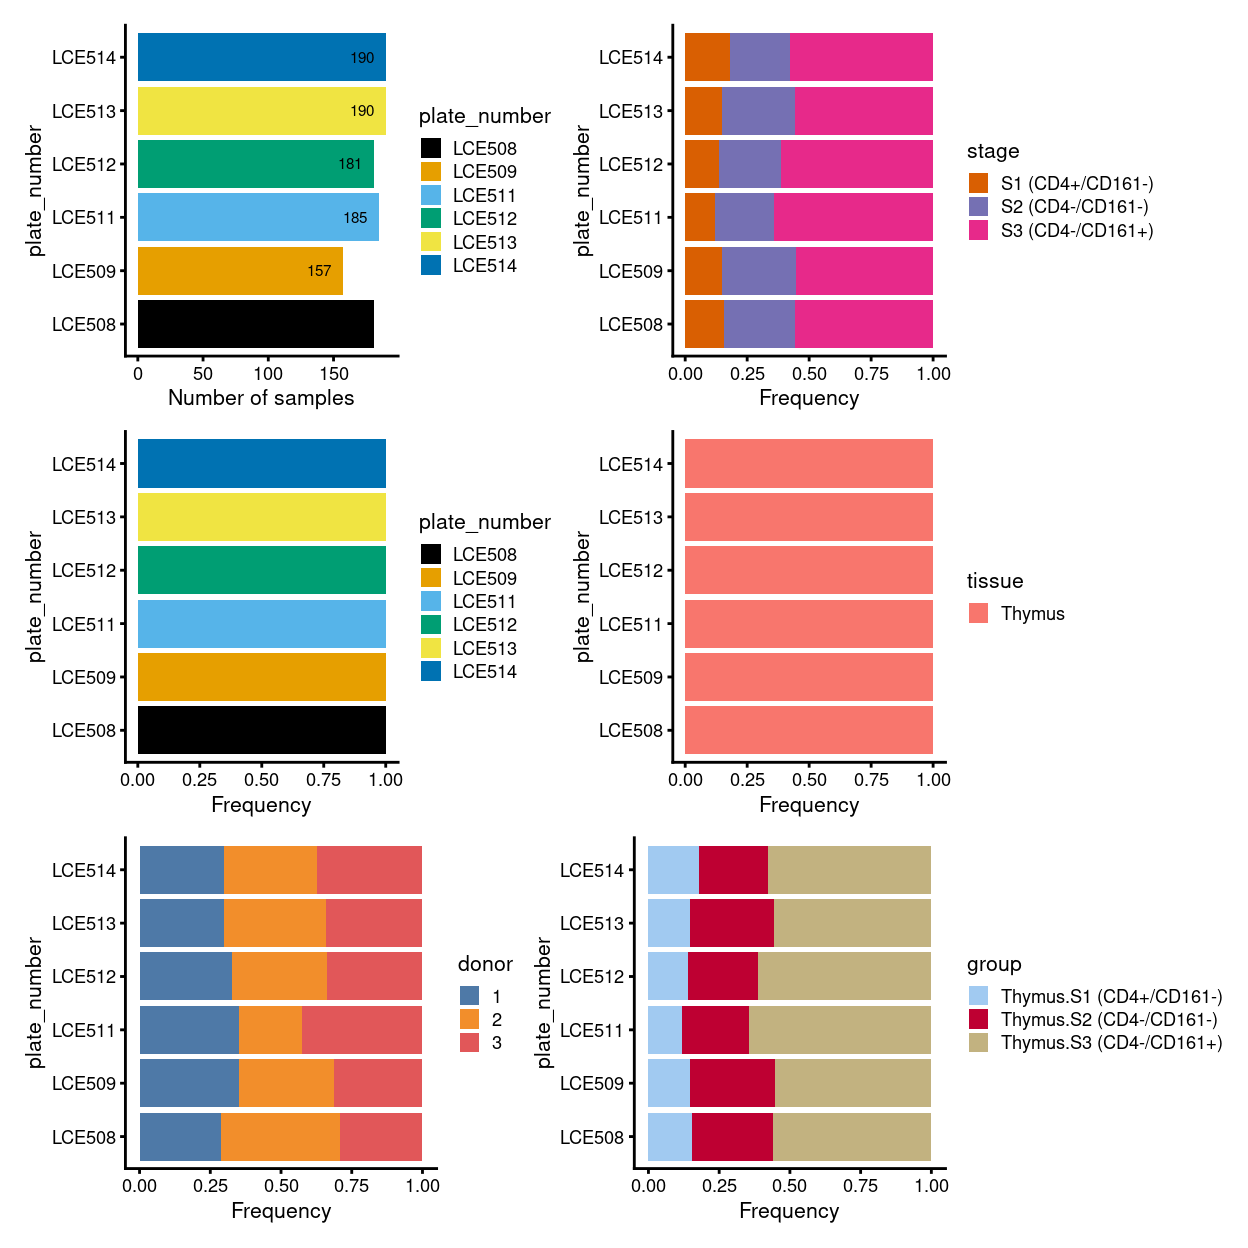 plate_number
LCE514
LCE513
LCE512
LCE511
LCE509
LCE508
190
190
181
185
157
0 50 100 150
Number of samples
plate_number
LCE508
LCE509
LCE511
LCE512
LCE513
LCE514
plate_number
LCE514
LCE513
LCE512
LCE511
LCE509
LCE508
0.00 0.25 0.50 0.75 1.00
Frequency
stage
S1 (CD4+/CD161-)
S2 (CD4-/CD161-)
S3 (CD4-/CD161+)
plate_number
LCE514
LCE513
LCE512
LCE511
LCE509
LCE508
0.00 0.25 0.50 0.75 1.00
Frequency
plate_number
LCE508
LCE509
LCE511
LCE512
LCE513
LCE514
plate_number
LCE514
LCE513
LCE512
LCE511
LCE509
LCE508
0.00 0.25 0.50 0.75 1.00
Frequency
tissue
Thymus
plate_number
LCE514
LCE513
LCE512
LCE511
LCE509
LCE508
0.00 0.25 0.50 0.75 1.00
Frequency
donor
1
2
3
plate_number
LCE514
LCE513
LCE512
LCE511
LCE509
LCE508
0.00 0.25 0.50 0.75 1.00
Frequency
group
Thymus.S1 (CD4+/CD161-)
Thymus.S2 (CD4-/CD161-)
Thymus.S3 (CD4-/CD161+)